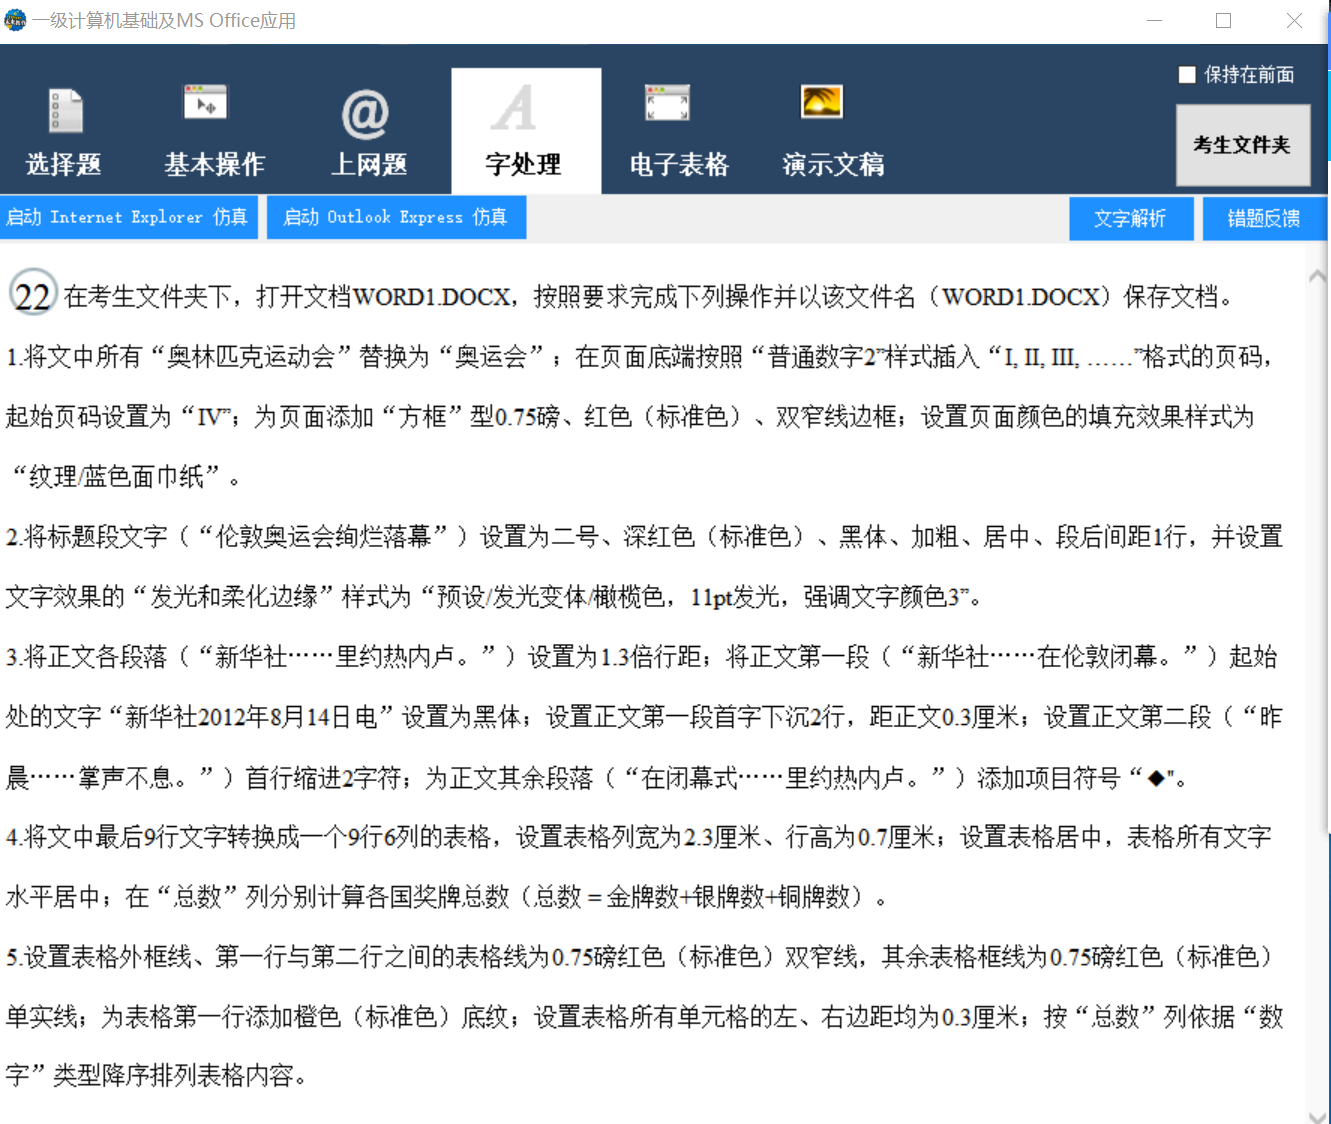 一级计算机基础及MS Office应用
保持在前面
选择题 基本操作 上网题 字处理 电子表格 演示文稿 考生文件夹
启动 Internet Explorer 仿真 启动 Outlook Express 仿真 文字解析 错题反馈
22 在考生文件夹下，打开文档WORD1.DOCX，按照要求完成下列操作并以该文件名（WORD1.DOCX）保存文档。
1.将文中所有“奥林匹克运动会”替换为“奥运会”；在页面底端按照“普通数字2”样式插入“I, II, III, ……”格式的页码，
起始页码设置为“IV”；为页面添加“方框”型0.75磅、红色（标准色）、双窄线边框；设置页面颜色的填充效果样式为
“纹理/蓝色面巾纸”。
2.将标题段文字（“伦敦奥运会绚烂落幕”）设置为二号、深红色（标准色）、黑体、加粗、居中、段后间距1行，并设置
文字效果的“发光和柔化边缘”样式为“预设/发光变体/橄榄色，11pt发光，强调文字颜色3”。
3.将正文各段落（“新华社……里约热内卢。”）设置为1.3倍行距；将正文第一段（“新华社……在伦敦闭幕。”）起始
处的文字“新华社2012年8月14日电”设置为黑体；设置正文第一段首字下沉2行，距正文0.3厘米；设置正文第二段（“昨
晨……掌声不息。”）首行缩进2字符；为正文其余段落（“在闭幕式……里约热内卢。”）添加项目符号“◆"。
4.将文中最后9行文字转换成一个9行6列的表格，设置表格列宽为2.3厘米、行高为0.7厘米；设置表格居中，表格所有文字
水平居中；在“总数”列分别计算各国奖牌总数（总数 = 金牌数+银牌数+铜牌数）。
5.设置表格外框线、第一行与第二行之间的表格线为0.75磅红色（标准色）双窄线，其余表格框线为0.75磅红色（标准色）
单实线；为表格第一行添加橙色（标准色）底纹；设置表格所有单元格的左、右边距均为0.3厘米；按“总数”列依据“数
字”类型降序排列表格内容。